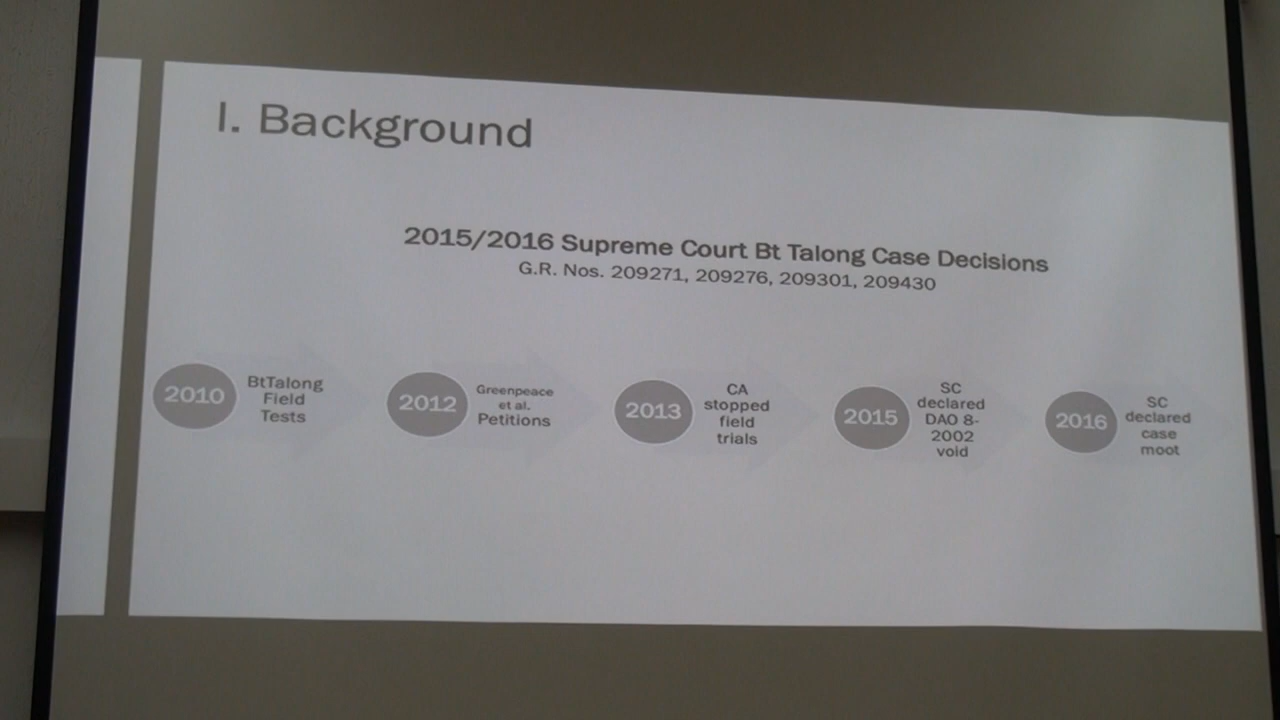 I. Background
2015/2016 Supreme Court Bt Talong Case Decisions
G.R. Nos. 209271, 209276, 209301, 209430
2010
BtTalong
Field
Tests
2012
Greenpeace
et al.
Petitions
2013
CA
stopped
field
trials
2015
SC
declared
DAO 8-
2002
void
2016
SC
declared
case
moot